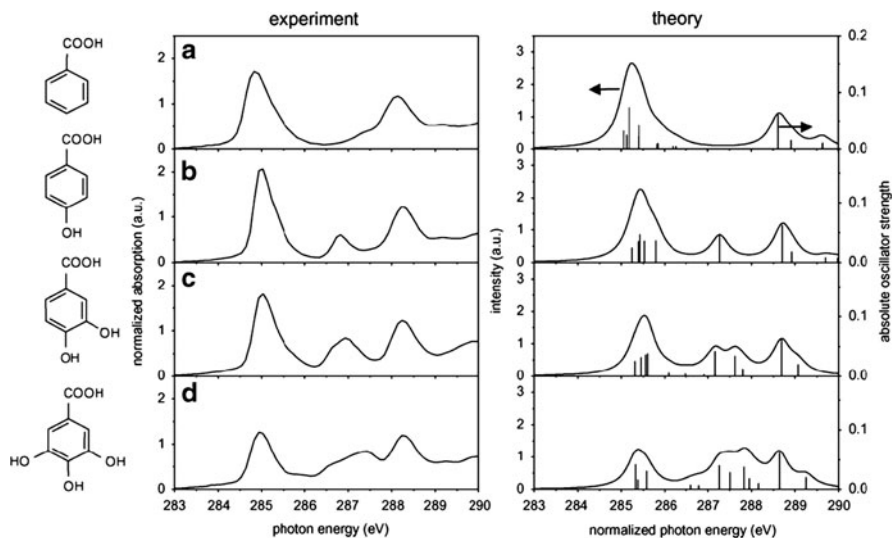 experiment
theory
COOH
a
COOH
OH
b
COOH
OH
OH
c
COOH
HO
OH
OH
d
normalized absorption (a.u.)
2
1
0
2
1
0
2
1
0
2
1
0
283 284 285 286 287 288 289 290
photon energy (eV)
intensity (a.u.)
3
2
1
0
3
2
1
0
3
2
1
0
3
2
1
0
283 284 285 286 287 288 289 290
normalized photon energy (eV)
0.2
0.1
0.0
0.1
0.0
0.1
0.0
0.1
0.0
absolute oscillator strength